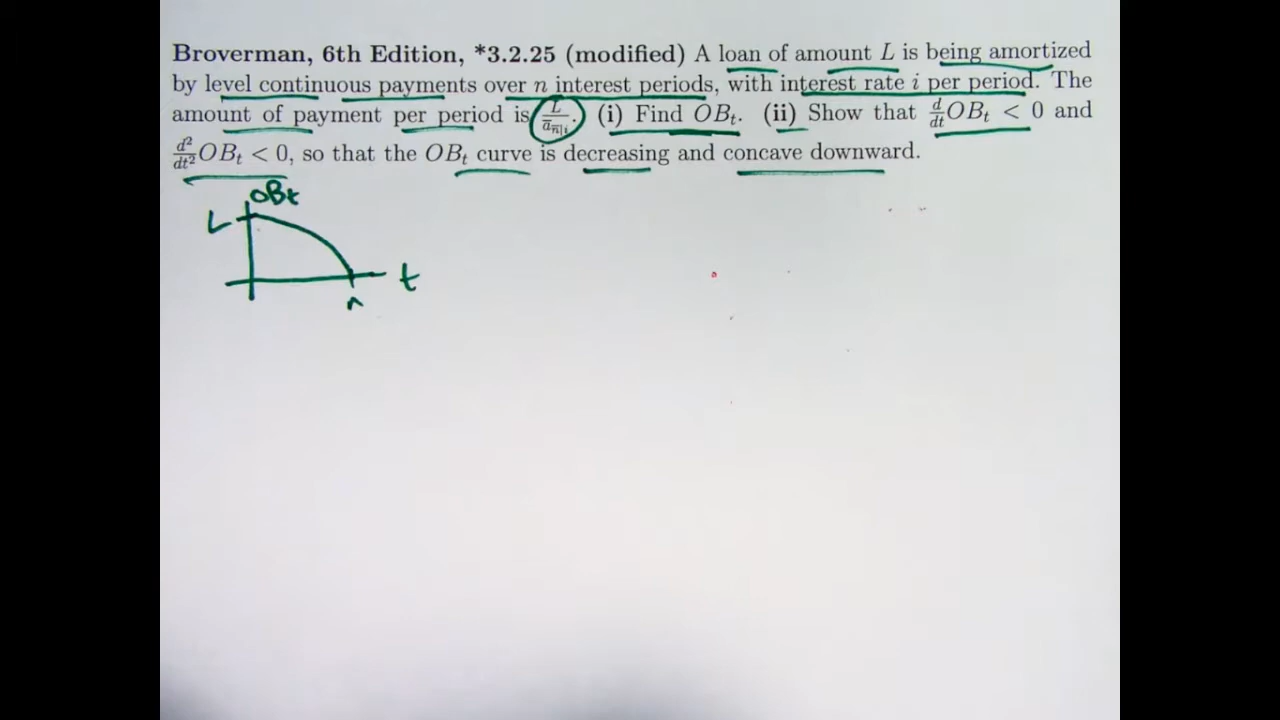 Broverman, 6th Edition, *3.2.25 (modified) A loan of amount L is being amortized
by level continuous payments over n interest periods, with interest rate i per period. The
amount of payment per period is L/a̅_n̅|i. (i) Find OB_t. (ii) Show that d/dt OB_t < 0 and
d²/dt² OB_t < 0, so that the OB_t curve is decreasing and concave downward.
OB_t
L
t
n